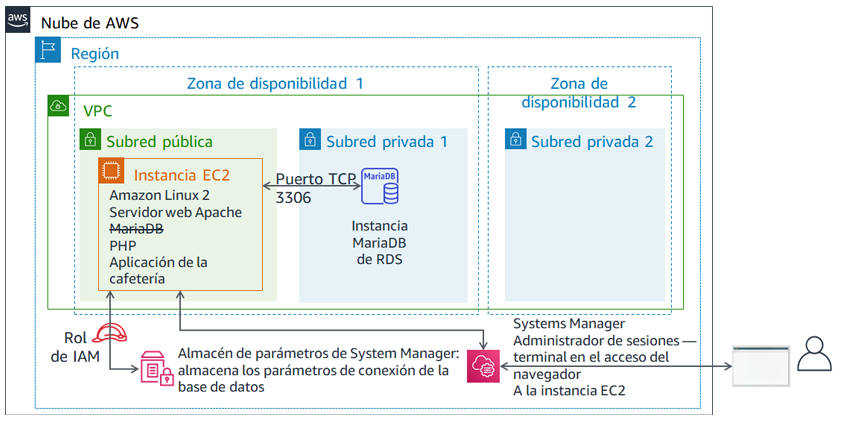 aws
Nube de AWS
Región
Zona de disponibilidad 1
Zona de
disponibilidad 2
VPC
Subred pública
Subred privada 1
Subred privada 2
Instancia EC2
Amazon Linux 2
Servidor web Apache
MariaDB
PHP
Aplicación de la
cafetería
Puerto TCP
3306
MariaDB
Instancia
MariaDB
de RDS
Rol
de IAM
Almacén de parámetros de System Manager:
almacena los parámetros de conexión de la
base de datos
Systems Manager
Administrador de sesiones —
terminal en el acceso del
navegador
A la instancia EC2